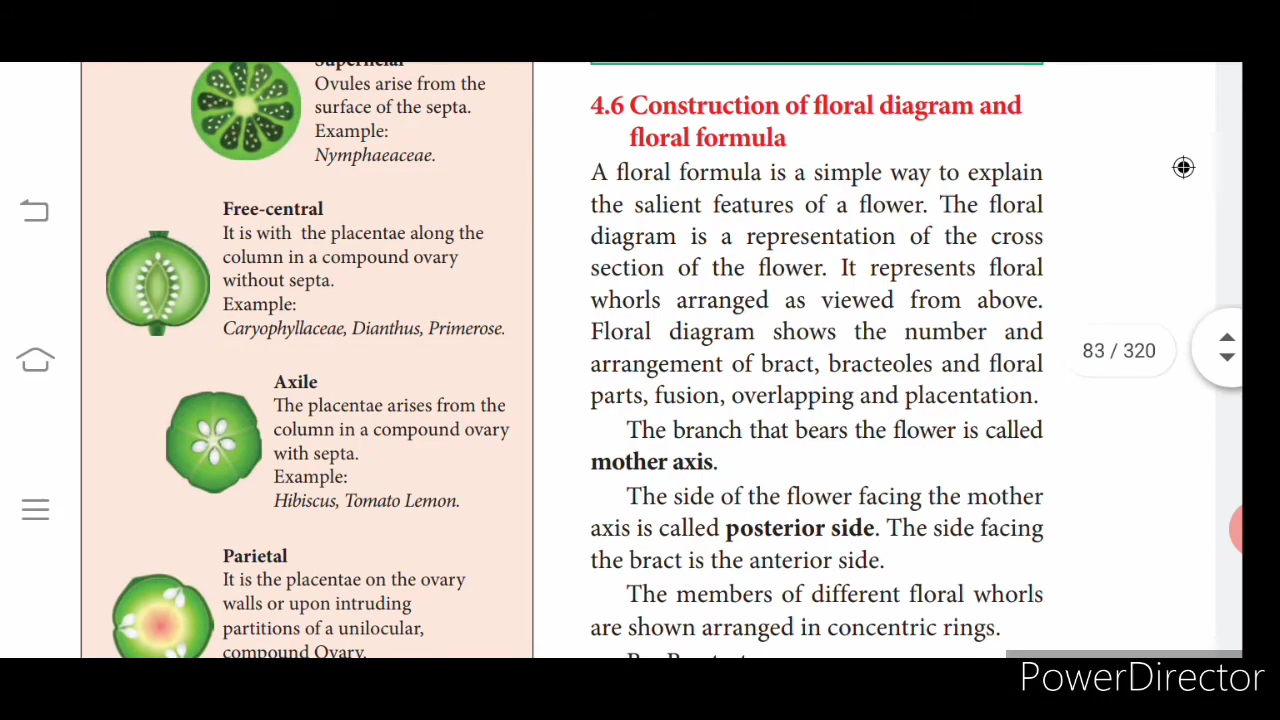 Superficial
Ovules arise from the
surface of the septa.
Example:
Nymphaeaceae.
Free-central
It is with the placentae along the
column in a compound ovary
without septa.
Example:
Caryophyllaceae, Dianthus, Primerose.
Axile
The placentae arises from the
column in a compound ovary
with septa.
Example:
Hibiscus, Tomato Lemon.
Parietal
It is the placentae on the ovary
walls or upon intruding
partitions of a unilocular,
compound Ovary.
4.6 Construction of floral diagram and
floral formula
A floral formula is a simple way to explain
the salient features of a flower. The floral
diagram is a representation of the cross
section of the flower. It represents floral
whorls arranged as viewed from above.
Floral diagram shows the number and
arrangement of bract, bracteoles and floral
parts, fusion, overlapping and placentation.
The branch that bears the flower is called
mother axis.
The side of the flower facing the mother
axis is called posterior side. The side facing
the bract is the anterior side.
The members of different floral whorls
are shown arranged in concentric rings.
83 / 320
PowerDirector